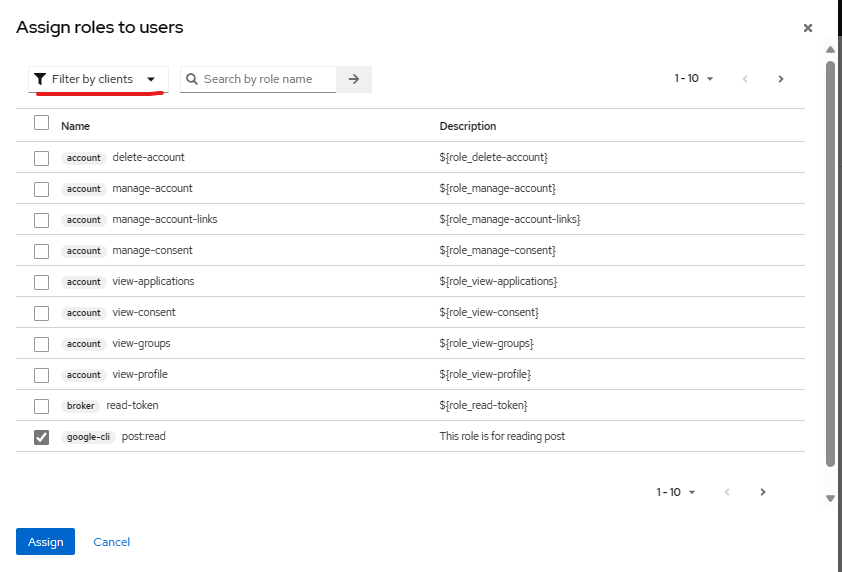 Assign roles to users
Filter by clients Search by role name 1 - 10
Name Description
account delete-account ${role_delete-account}
account manage-account ${role_manage-account}
account manage-account-links ${role_manage-account-links}
account manage-consent ${role_manage-consent}
account view-applications ${role_view-applications}
account view-consent ${role_view-consent}
account view-groups ${role_view-groups}
account view-profile ${role_view-profile}
broker read-token ${role_read-token}
google-cli post:read This role is for reading post
1 - 10
Assign Cancel